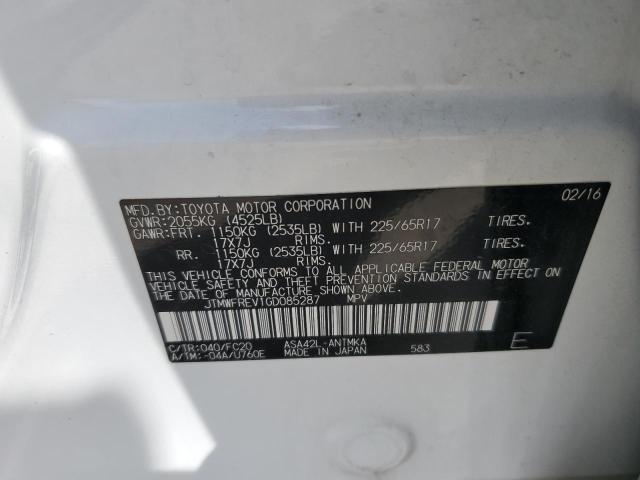 MFD.BY:TOYOTA MOTOR CORPORATION 02/16
GVWR:2055KG (4525LB)
GAWR:FRT. 1150KG (2535LB) WITH 225/65R17 TIRES.
17X7J RIMS.
RR. 1150KG (2535LB) WITH 225/65R17 TIRES.
17X7J RIMS.
THIS VEHICLE CONFORMS TO ALL APPLICABLE FEDERAL MOTOR
VEHICLE SAFETY STANDARDS IN EFFECT ON THE DATE OF
MANUFACTURE SHOWN ABOVE.
JTMWFREV1GD085287 MPV
C/TR:040/FC20 ASA42L-ANTMKA
A/TM:-04A/U760E MADE IN JAPAN 583 E